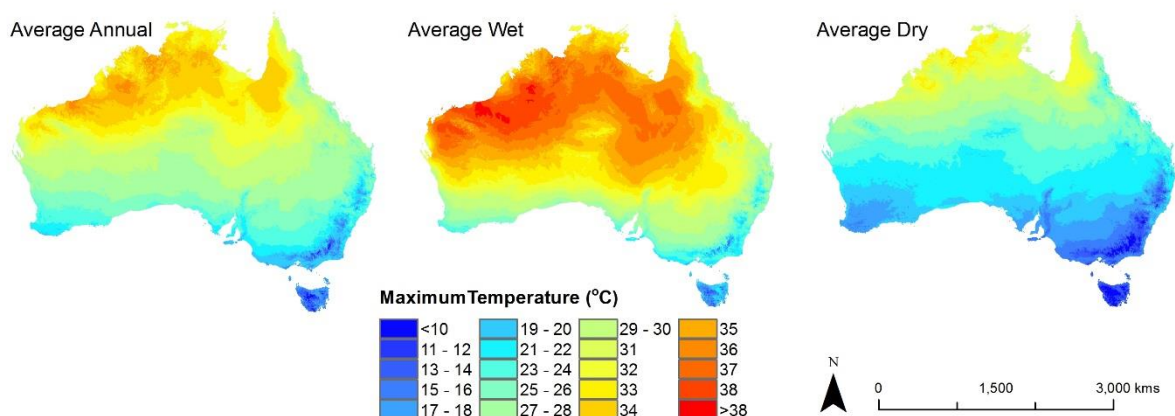 Average Annual
Average Wet
Average Dry
MaximumTemperature (°C)
<10
11 - 12
13 - 14
15 - 16
17 - 18
19 - 20
21 - 22
23 - 24
25 - 26
27 - 28
29 - 30
31
32
33
34
35
36
37
38
>38
N
0 1,500 3,000 kms